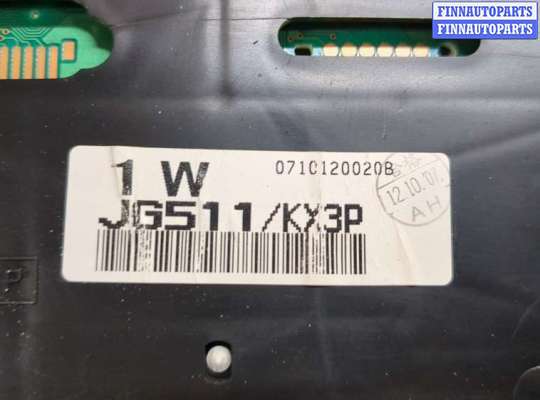 FINNAUTOPARTS
FINNAUTOPARTS
1 W
0710120020B
JG511/KX3P
12.10.07
AH
P